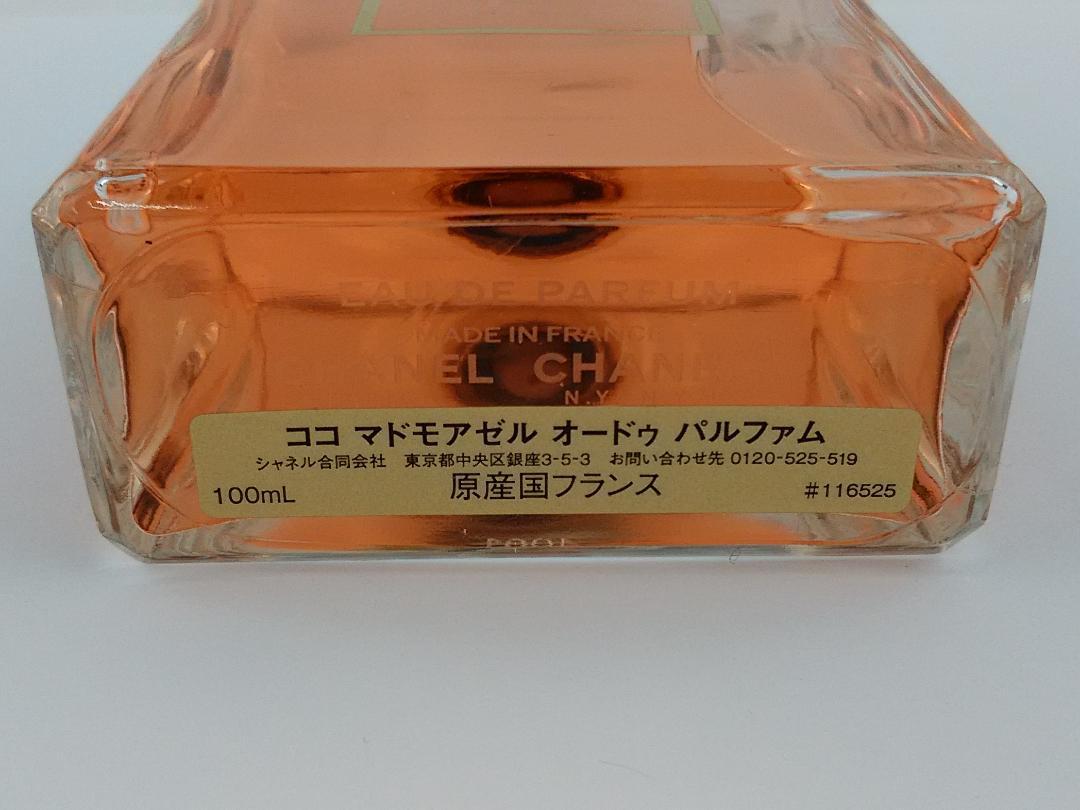 EAU DE PARFUM
MADE IN FRANCE
ANEL CHANE
N.Y
ココ マドモアゼル オードゥ パルファム
シャネル合同会社 東京都中央区銀座3-5-3 お問い合わせ先 0120-525-519
100mL 原産国フランス #116525